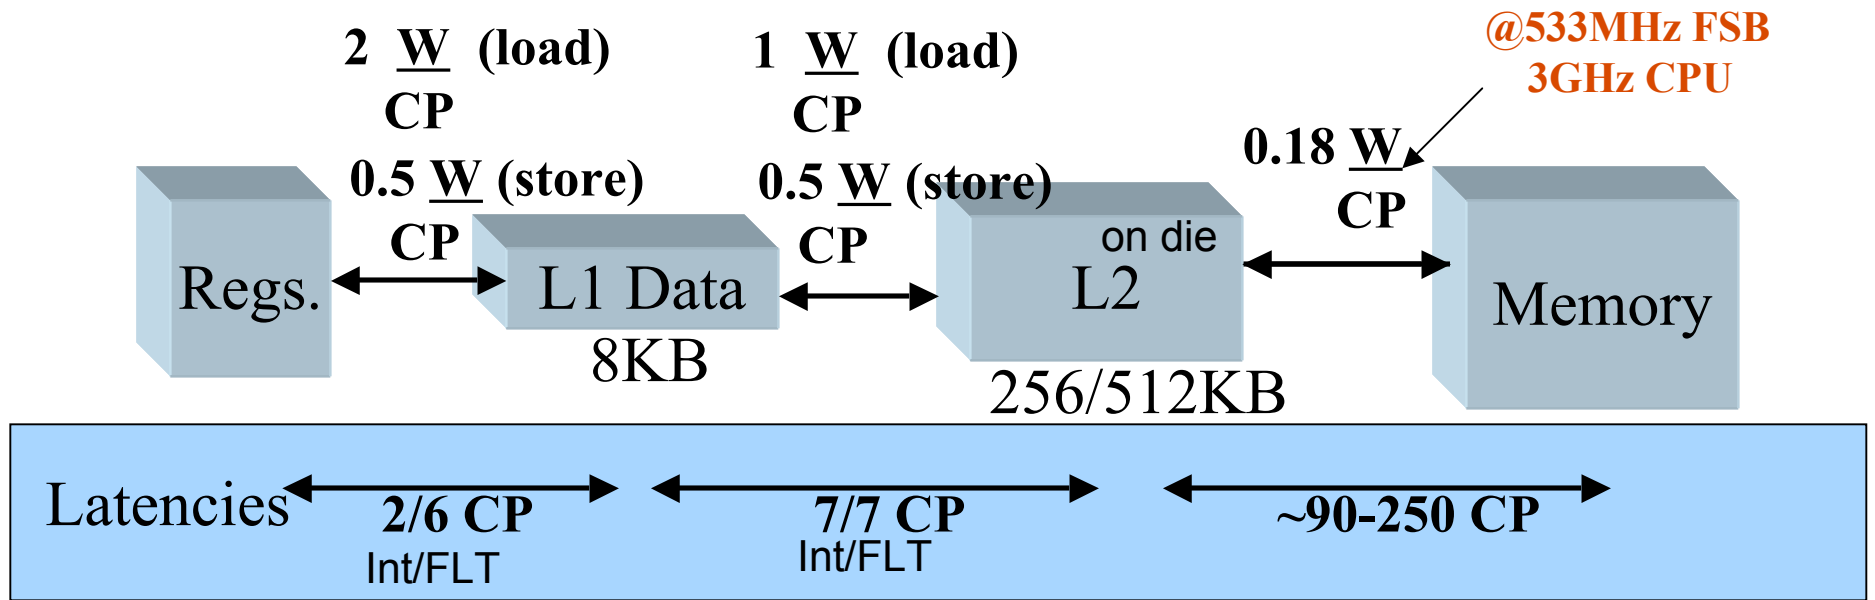 2 W (load)
CP
0.5 W (store)
CP
1 W (load)
CP
0.5 W (store)
CP
@533MHz FSB
3GHz CPU
0.18 W
CP
Regs.
L1 Data
8KB
on die
L2
256/512KB
Memory
Latencies
2/6 CP
Int/FLT
7/7 CP
Int/FLT
~90-250 CP